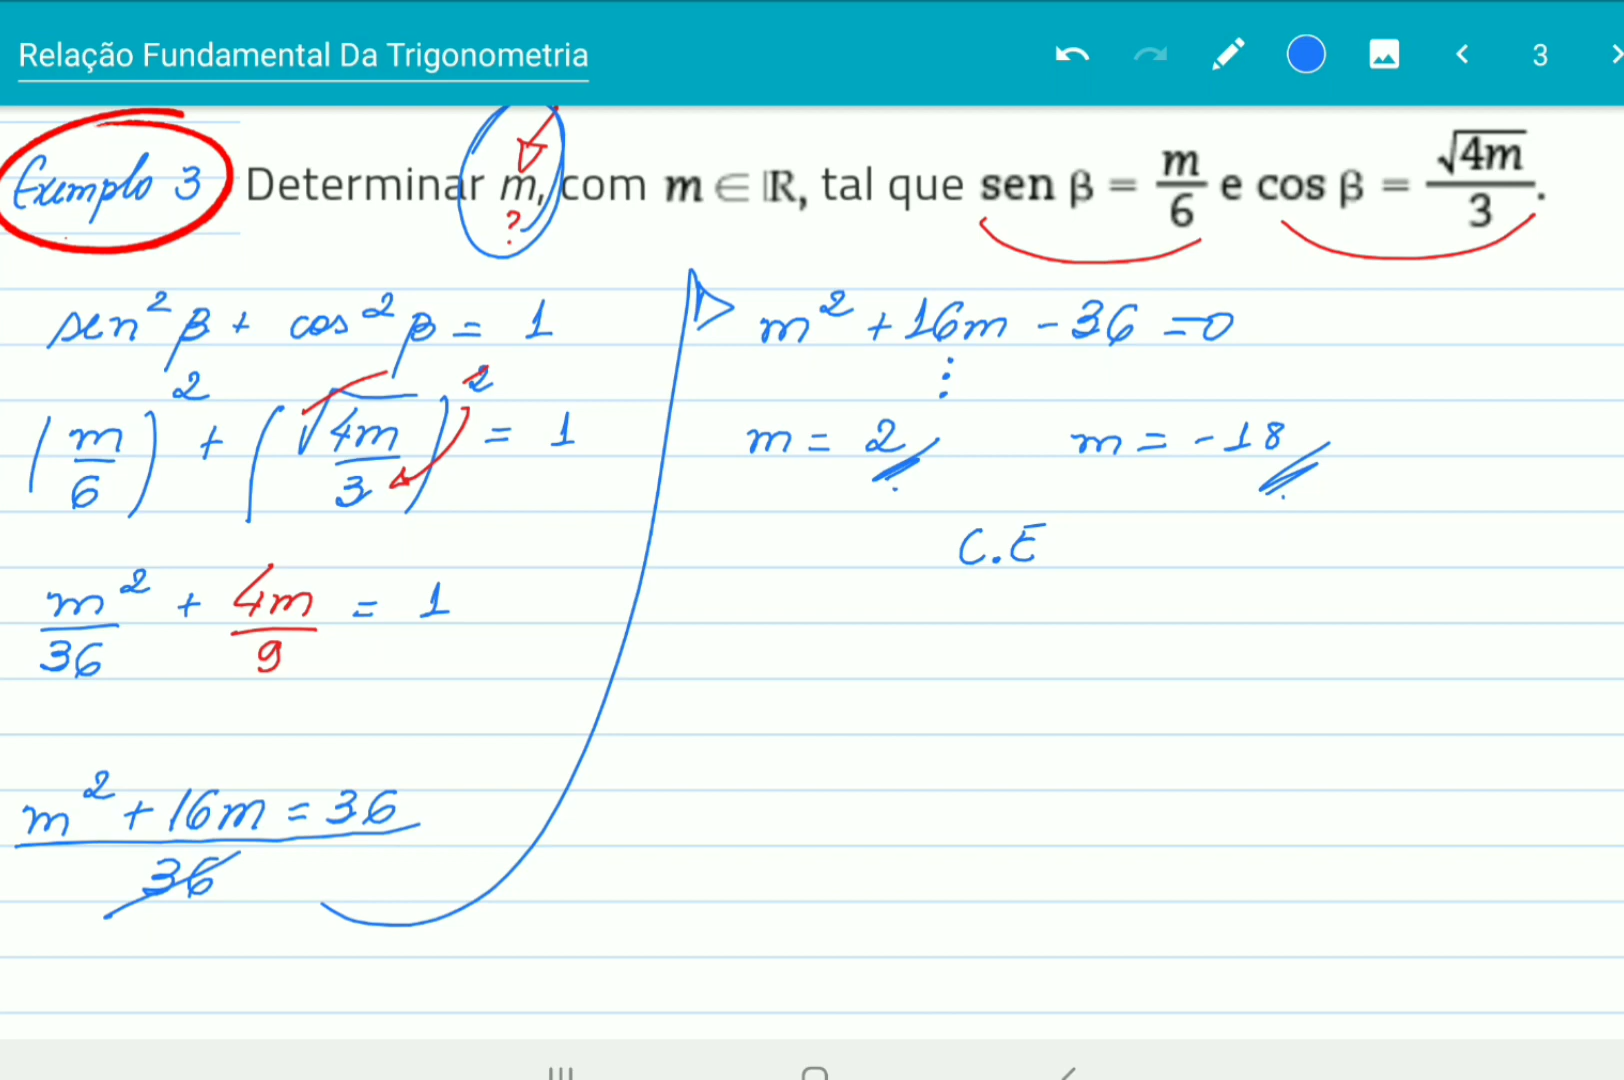 Relação Fundamental Da Trigonometria
3
Exemplo 3 Determinar m, com m ∈ ℝ, tal que sen β = m/6 e cos β = √4m/3.
?
sen² β + cos² β = 1
(m/6)² + (√4m/3)² = 1
m²/36 + 4m/9 = 1
m² + 16m = 36
36
m² + 16m - 36 = 0
⋮
m = 2 m = -18
C.E